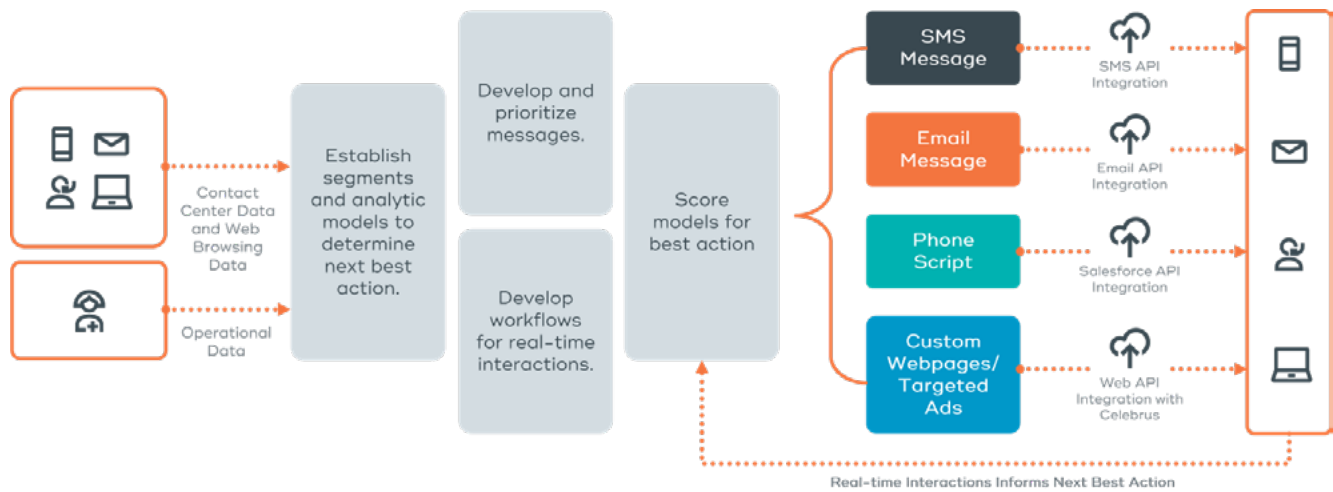 Contact
Center Data
and Web
Browsing
Data
Operational
Data
Establish
segments
and analytic
models to
determine
next best
action.
Develop and
prioritize
messages.
Develop
workflows
for real-time
interactions.
Score
models for
best action
SMS
Message
SMS API
Integration
Email
Message
Email API
Integration
Phone
Script
Salesforce API
Integration
Custom
Webpages/
Targeted
Ads
Web API
Integration with
Celebrus
Real-time Interactions Informs Next Best Action